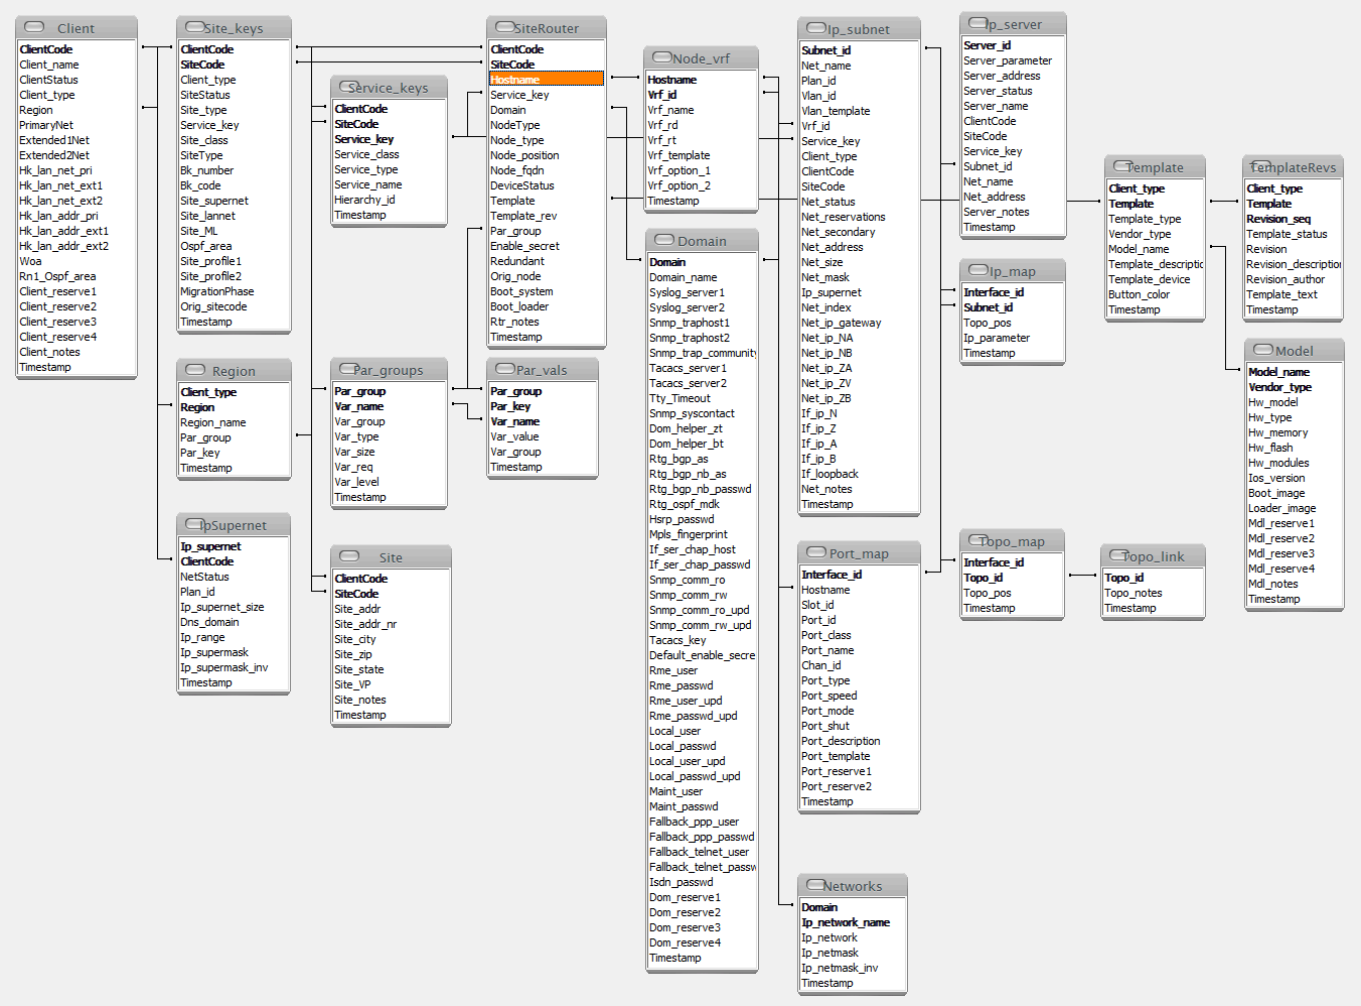 Client
ClientCode
Client_name
ClientStatus
Client_type
Region
PrimaryNet
Extended1Net
Extended2Net
Hk_lan_net_pri
Hk_lan_net_ext1
Hk_lan_net_ext2
Hk_lan_addr_pri
Hk_lan_addr_ext1
Hk_lan_addr_ext2
Woa
Rn1_Ospf_area
Client_reserve1
Client_reserve2
Client_reserve3
Client_reserve4
Client_notes
Timestamp
Site_keys
ClientCode
SiteCode
Client_type
SiteStatus
Site_type
Service_key
Site_class
SiteType
Bk_number
Bk_code
Site_supernet
Site_lannet
Site_ML
Ospf_area
Site_profile1
Site_profile2
MigrationPhase
Orig_sitecode
Timestamp
Region
Client_type
Region
Region_name
Par_group
Par_key
Timestamp
IpSupernet
Ip_supernet
ClientCode
NetStatus
Plan_id
Ip_supernet_size
Dns_domain
Ip_range
Ip_supermask
Ip_supermask_inv
Timestamp
Service_keys
ClientCode
SiteCode
Service_key
Service_class
Service_type
Service_name
Hierarchy_id
Timestamp
Par_groups
Par_group
Var_name
Var_group
Var_type
Var_size
Var_req
Var_level
Timestamp
Site
ClientCode
SiteCode
Site_addr
Site_addr_nr
Site_city
Site_zip
Site_state
Site_VP
Site_notes
Timestamp
SiteRouter
ClientCode
SiteCode
Hostname
Service_key
Domain
NodeType
Node_type
Node_position
Node_fqdn
DeviceStatus
Template
Template_rev
Par_group
Enable_secret
Redundant
Orig_node
Boot_system
Boot_loader
Rtr_notes
Timestamp
Par_vals
Par_group
Par_key
Var_name
Var_value
Var_group
Timestamp
Node_vrf
Hostname
Vrf_id
Vrf_name
Vrf_rd
Vrf_rt
Vrf_template
Vrf_option_1
Vrf_option_2
Timestamp
Domain
Domain
Domain_name
Syslog_server1
Syslog_server2
Snmp_traphost1
Snmp_traphost2
Snmp_trap_community
Tacacs_server1
Tacacs_server2
Tty_Timeout
Snmp_syscontact
Dom_helper_zt
Dom_helper_bt
Rtg_bgp_as
Rtg_bgp_nb_as
Rtg_bgp_nb_passwd
Rtg_ospf_mdk
Hsrp_passwd
Mpls_fingerprint
If_ser_chap_host
If_ser_chap_passwd
Snmp_comm_ro
Snmp_comm_rw
Snmp_comm_ro_upd
Snmp_comm_rw_upd
Tacacs_key
Default_enable_secre
Rme_user
Rme_passwd
Rme_user_upd
Rme_passwd_upd
Local_user
Local_passwd
Local_user_upd
Local_passwd_upd
Maint_user
Maint_passwd
Fallback_ppp_user
Fallback_ppp_passwd
Fallback_telnet_user
Fallback_telnet_passw
Isdn_passwd
Dom_reserve1
Dom_reserve2
Dom_reserve3
Dom_reserve4
Timestamp
Ip_subnet
Subnet_id
Net_name
Plan_id
Vlan_id
Vlan_template
Vrf_id
Service_key
Client_type
ClientCode
SiteCode
Net_status
Net_reservations
Net_secondary
Net_address
Net_size
Net_mask
Ip_supernet
Net_index
Net_ip_gateway
Net_ip_NA
Net_ip_NB
Net_ip_ZA
Net_ip_ZV
Net_ip_ZB
If_ip_N
If_ip_Z
If_ip_A
If_ip_B
If_loopback
Net_notes
Timestamp
Port_map
Interface_id
Hostname
Slot_id
Port_id
Port_class
Port_name
Chan_id
Port_type
Port_speed
Port_mode
Port_shut
Port_description
Port_template
Port_reserve1
Port_reserve2
Timestamp
Networks
Domain
Ip_network_name
Ip_network
Ip_netmask
Ip_netmask_inv
Timestamp
Ip_server
Server_id
Server_parameter
Server_address
Server_status
Server_name
ClientCode
SiteCode
Service_key
Subnet_id
Net_name
Net_address
Server_notes
Timestamp
Ip_map
Interface_id
Subnet_id
Topo_pos
Ip_parameter
Timestamp
Topo_map
Interface_id
Topo_id
Topo_pos
Timestamp
Topo_link
Topo_id
Topo_notes
Timestamp
Template
Client_type
Template
Template_type
Vendor_type
Model_name
Template_descriptic
Template_device
Button_color
Timestamp
TemplateRevs
Client_type
Template
Revision_seq
Template_status
Revision
Revision_description
Revision_author
Template_text
Timestamp
Model
Model_name
Vendor_type
Hw_model
Hw_type
Hw_memory
Hw_flash
Hw_modules
Ios_version
Boot_image
Loader_image
Mdl_reserve1
Mdl_reserve2
Mdl_reserve3
Mdl_reserve4
Mdl_notes
Timestamp